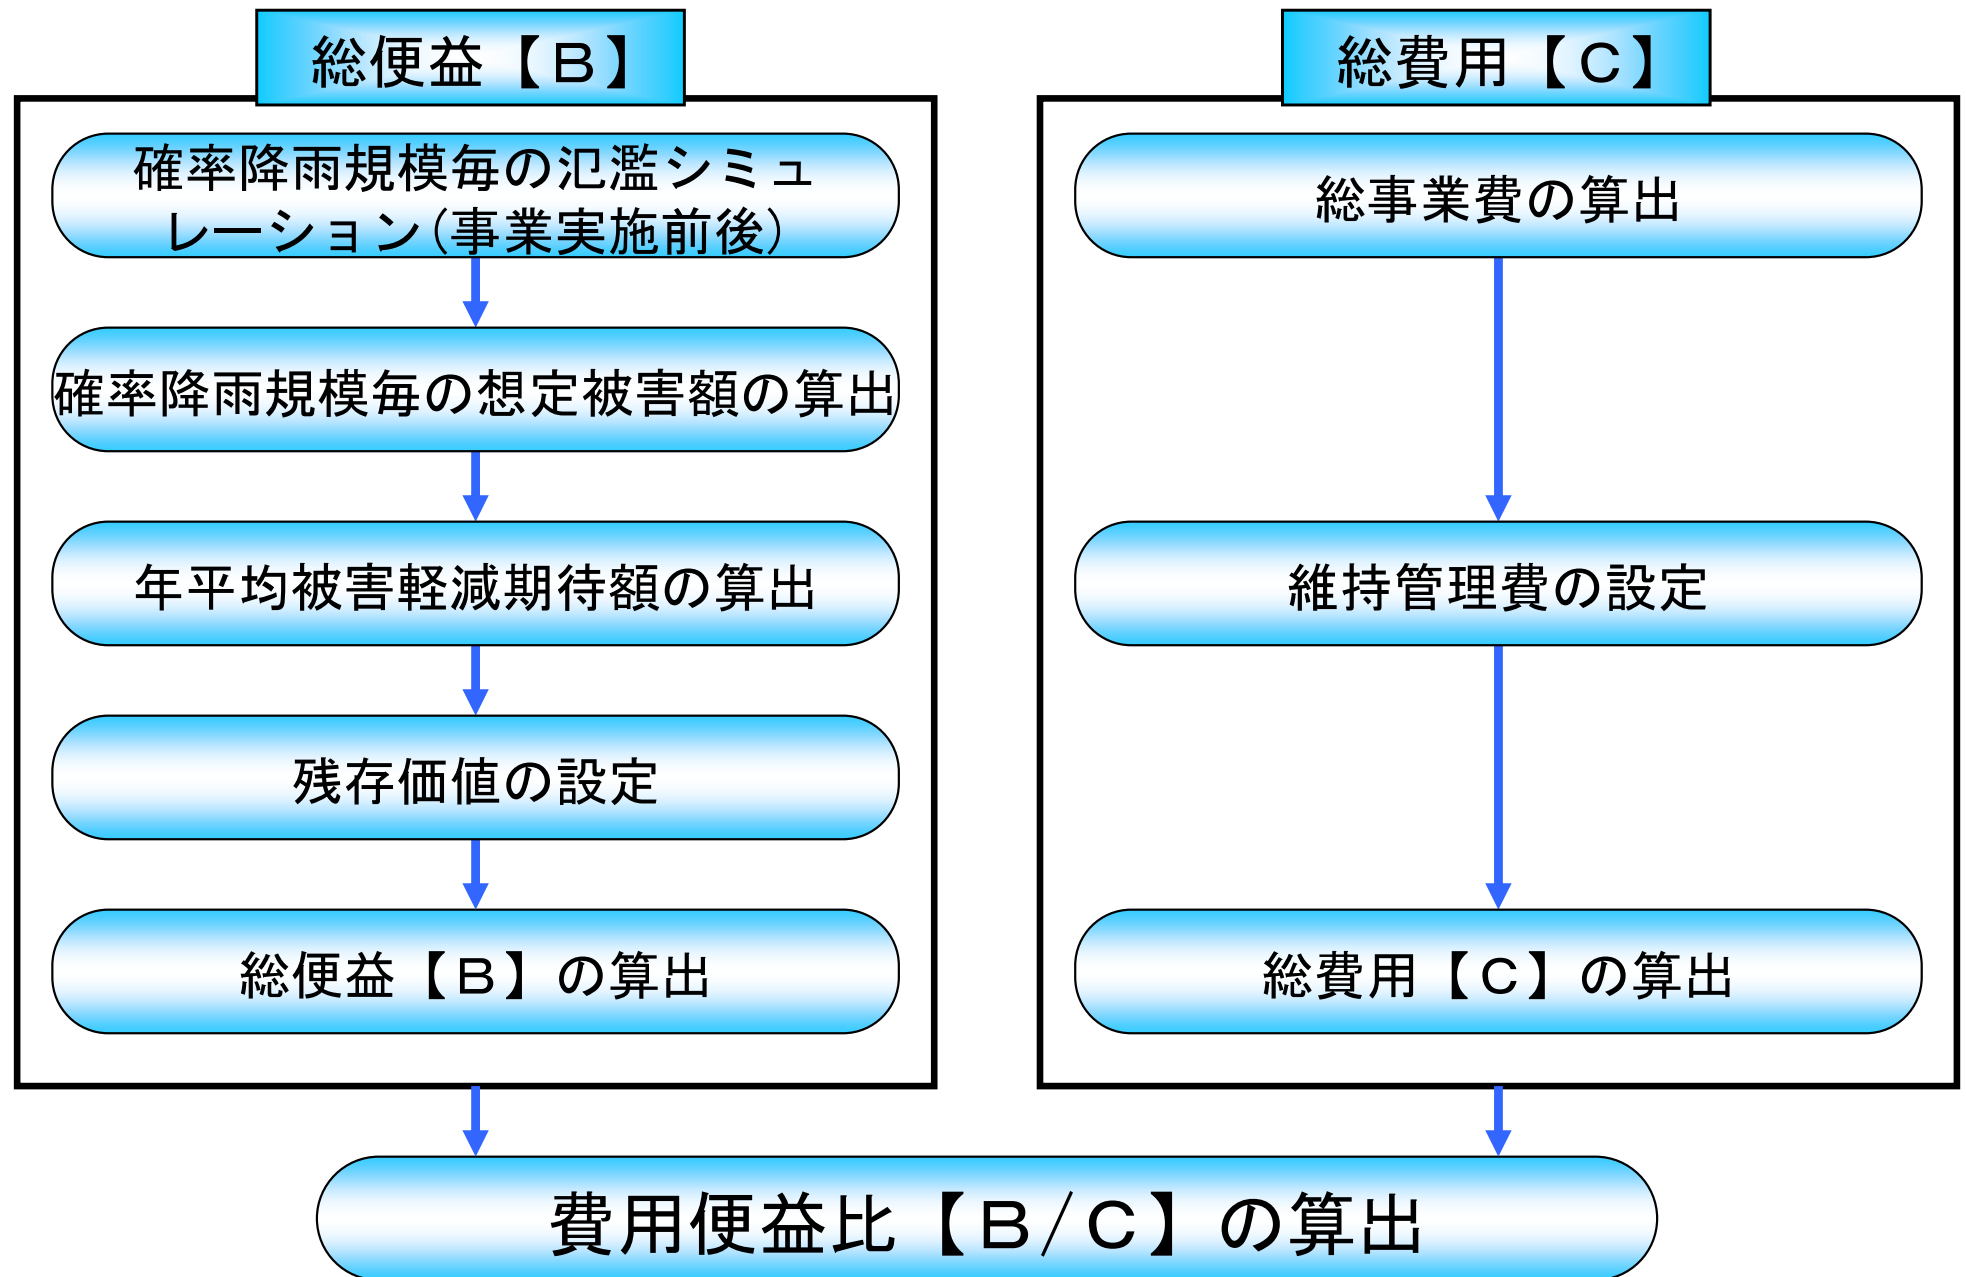 総便益【Ｂ】
確率降雨規模毎の氾濫シミュ
レーション(事業実施前後)
確率降雨規模毎の想定被害額の算出
年平均被害軽減期待額の算出
残存価値の設定
総便益【Ｂ】の算出
総費用【Ｃ】
総事業費の算出
維持管理費の設定
総費用【Ｃ】の算出
費用便益比【Ｂ/Ｃ】の算出